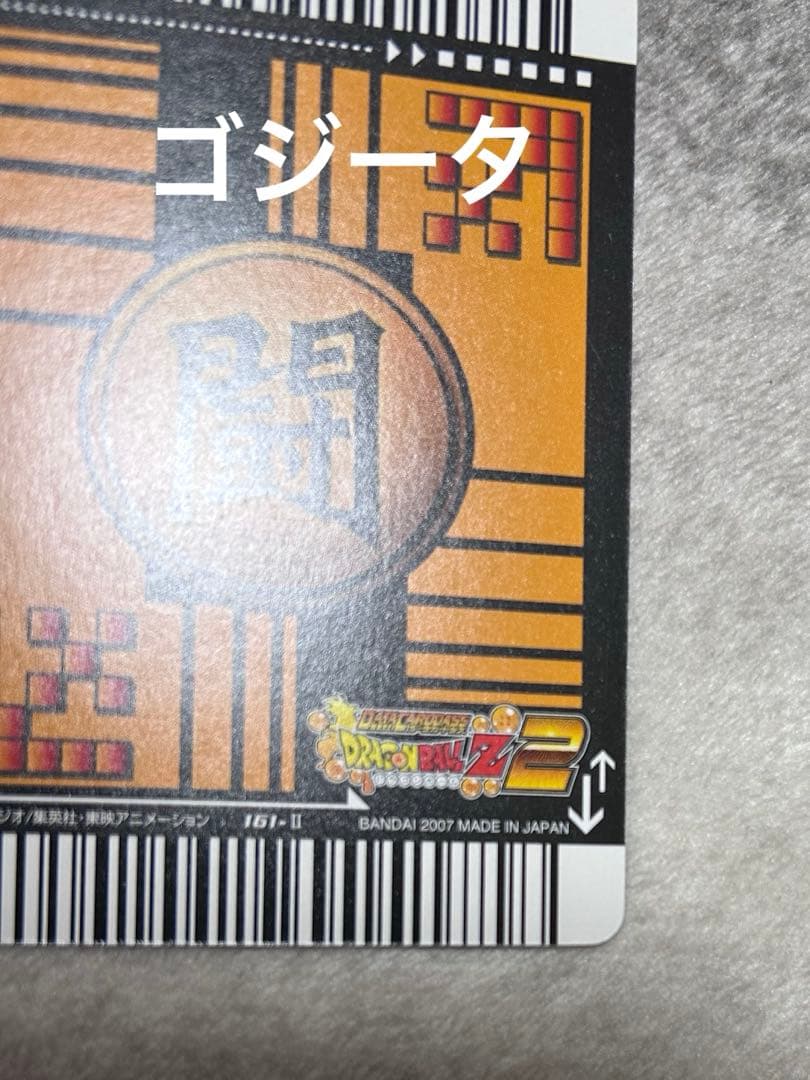 ゴジータ
闘
DATA CARDDASS
DRAGON BALL Z 2
ジオ/集英社・東映アニメーション 161-II BANDAI 2007 MADE IN JAPAN